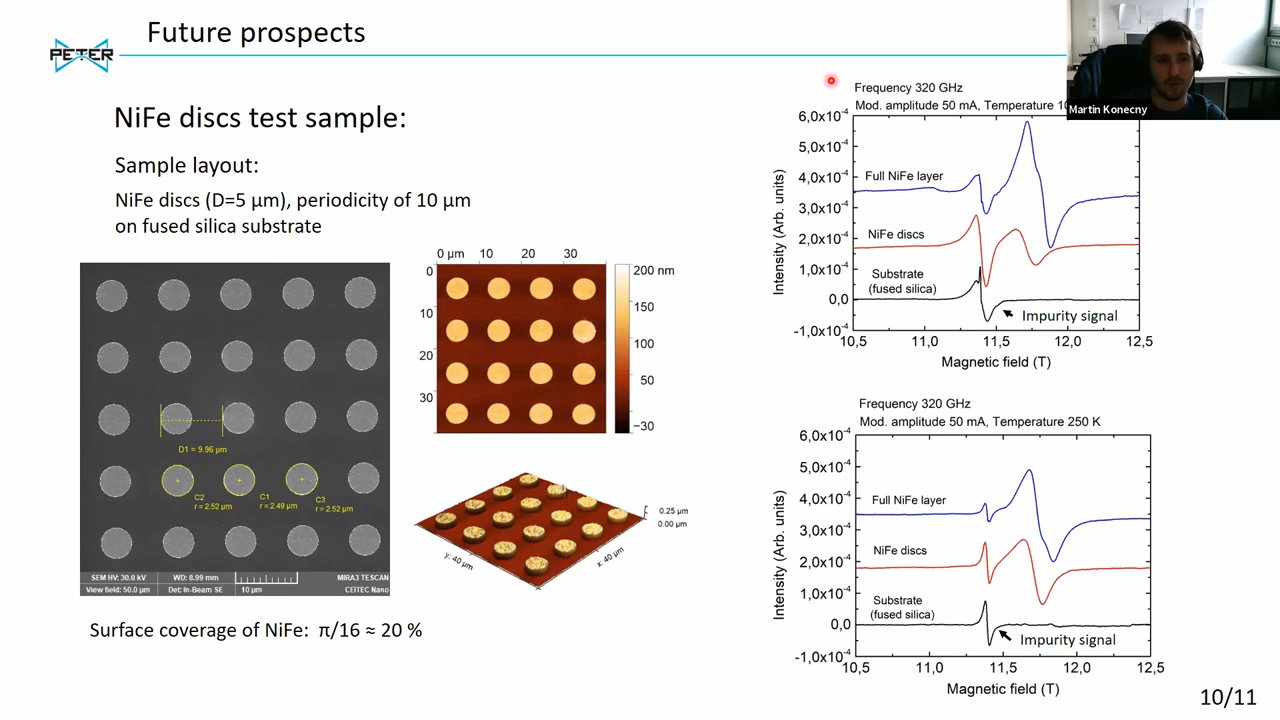 Future prospects
PETER
NiFe discs test sample:
Sample layout:
NiFe discs (D=5 µm), periodicity of 10 µm
on fused silica substrate
D1 = 9.96 µm
C2
r = 2.52 µm
C1
r = 2.49 µm
C3
r = 2.52 µm
SEM HV: 30.0 kV WD: 8.99 mm MIRA3 TESCAN
View field: 50.0 µm Det: In-Beam SE 10 µm CEITEC Nano
0 µm 10 20 30
0
10
20
30
200 nm
150
100
50
−30
0.25 µm
0.00 µm
y: 40 µm
x: 40 µm
Surface coverage of NiFe: π/16 ≈ 20 %
Martin Konecny
Frequency 320 GHz
Mod. amplitude 50 mA, Temperature 10
6,0x10⁻⁴
5,0x10⁻⁴
4,0x10⁻⁴
3,0x10⁻⁴
2,0x10⁻⁴
1,0x10⁻⁴
0,0
-1,0x10⁻⁴
Intensity (Arb. units)
Full NiFe layer
NiFe discs
Substrate
(fused silica)
Impurity signal
10,5 11,0 11,5 12,0 12,5
Magnetic field (T)
Frequency 320 GHz
Mod. amplitude 50 mA, Temperature 250 K
6,0x10⁻⁴
5,0x10⁻⁴
4,0x10⁻⁴
3,0x10⁻⁴
2,0x10⁻⁴
1,0x10⁻⁴
0,0
-1,0x10⁻⁴
Intensity (Arb. units)
Full NiFe layer
NiFe discs
Substrate
(fused silica)
Impurity signal
10,5 11,0 11,5 12,0 12,5
Magnetic field (T)
10/11